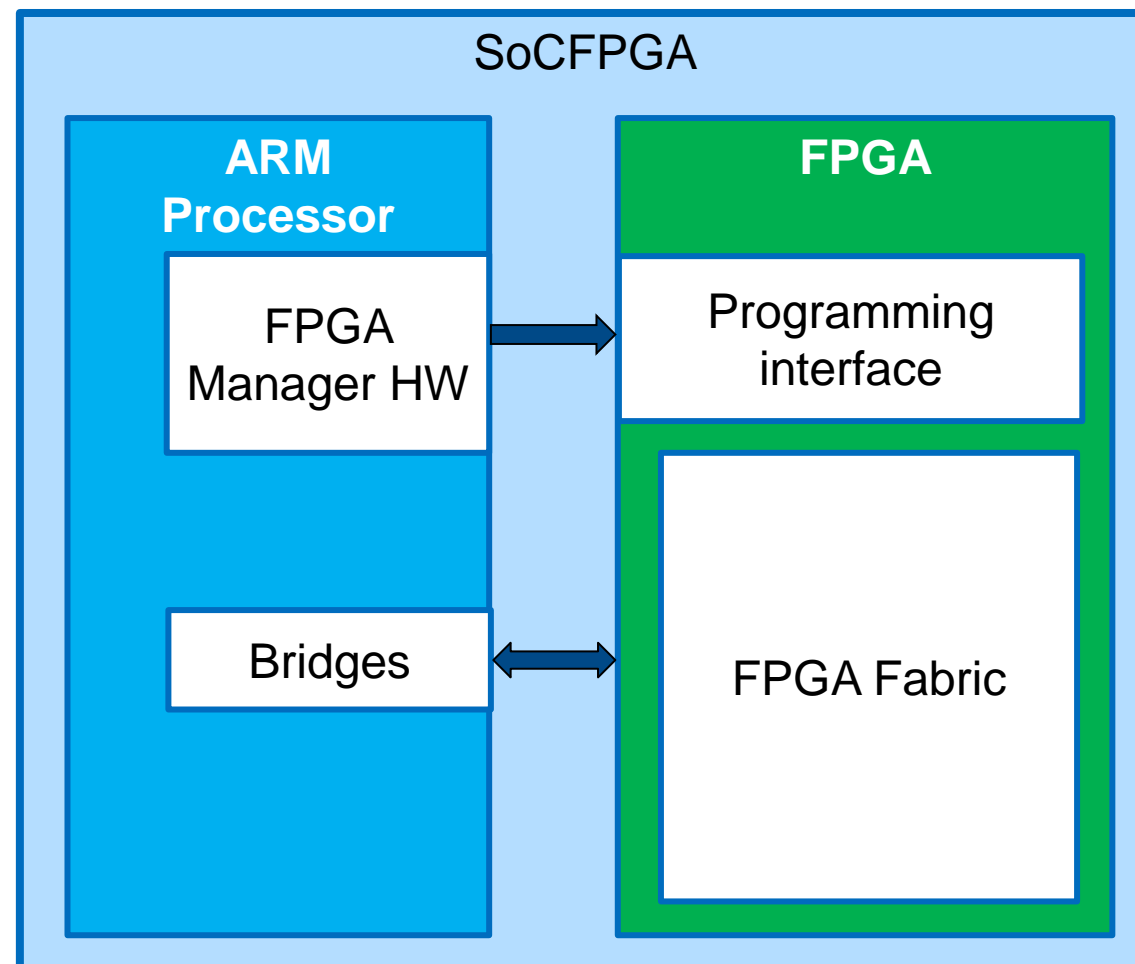 SoCFPGA
ARM
Processor
FPGA
Manager HW
Bridges
FPGA
Programming
interface
FPGA Fabric